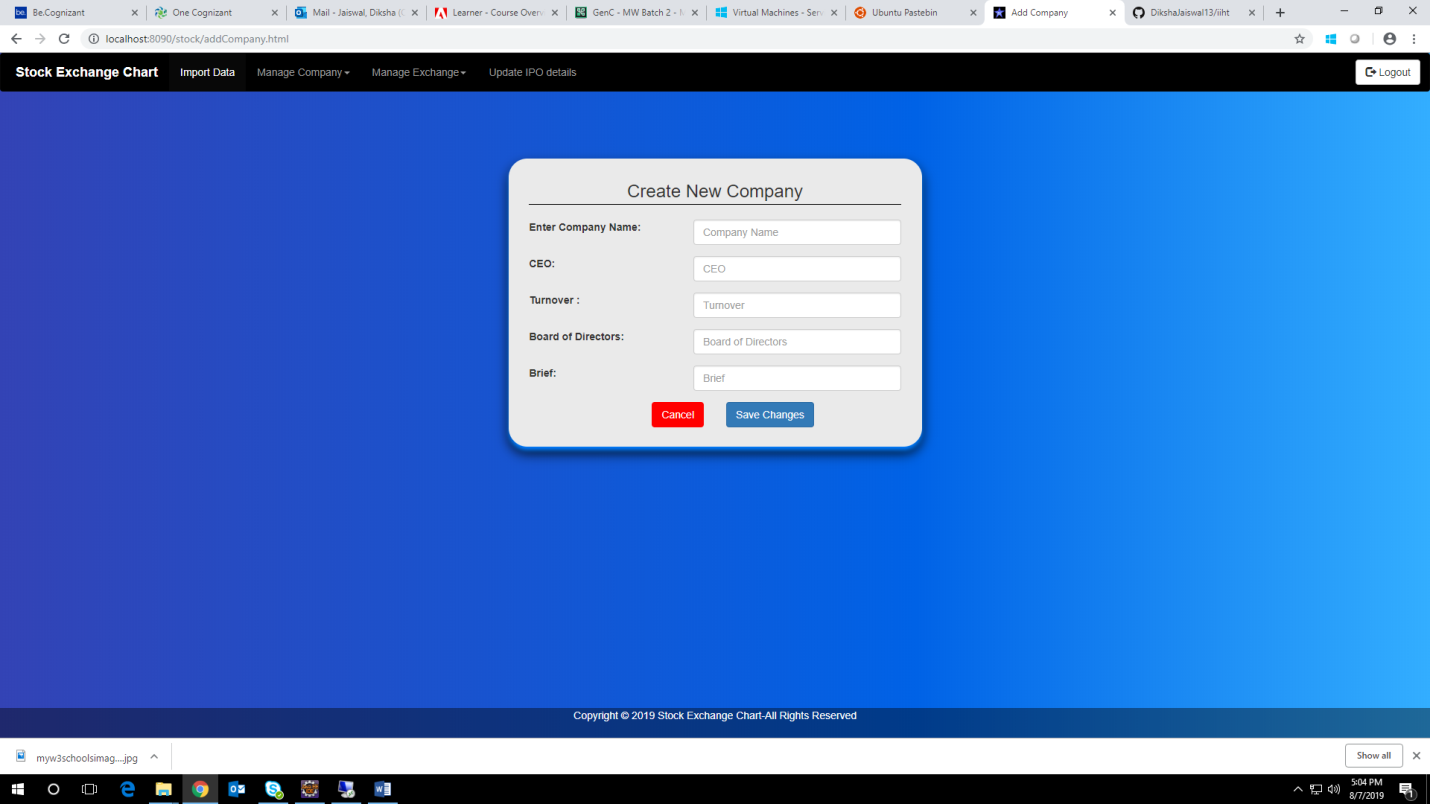 Be.Cognizant
One Cognizant
Mail - Jaiswal, Diksha (C
Learner - Course Overv
GenC - MW Batch 2 - N
Virtual Machines - Serv
Ubuntu Pastebin
Add Company
DikshaJaiswal13/iiht
localhost:8090/stock/addCompany.html
Stock Exchange Chart
Import Data
Manage Company
Manage Exchange
Update IPO details
Logout
Create New Company
Enter Company Name:
Company Name
CEO:
CEO
Turnover :
Turnover
Board of Directors:
Board of Directors
Brief:
Brief
Cancel
Save Changes
Copyright © 2019 Stock Exchange Chart-All Rights Reserved
myw3schoolsimag....jpg
Show all
5:04 PM
8/7/2019